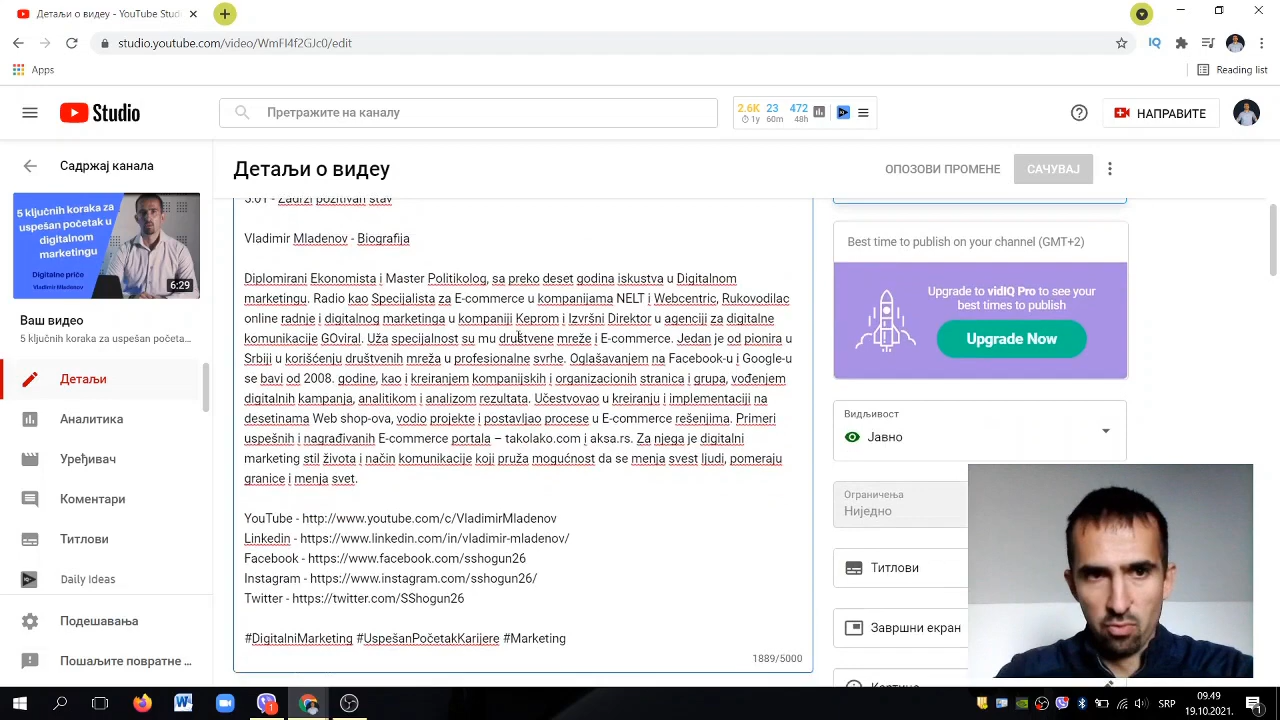 Детаљи о видеу - YouTube Studio
studio.youtube.com/video/WmFI4f2GJc0/edit
Apps
Reading list
Studio
Претражите на каналу
2.6K 23 472
1y 60m 48h
НАПРАВИТЕ
Садржај канала
5 ključnih koraka za
uspešan početak u
digitalnom
marketingu
Digitalne priče
Vladimir Mladenov
6:29
Ваш видео
5 ključnih koraka za uspešan početa...
Детаљи
Аналитика
Уређивач
Коментари
Титлови
Daily Ideas
Подешавања
Пошаљите повратне ...
Детаљи о видеу
ОПОЗОВИ ПРОМЕНЕ
САЧУВАЈ
5:01 - Zadrži pozitivan stav
Vladimir Mladenov - Biografija
Diplomirani Ekonomista i Master Politikolog, sa preko deset godina iskustva u Digitalnom
marketingu. Radio kao Specijalista za E-commerce u kompanijama NELT i Webcentric, Rukovodilac
online prodaje i digitalnog marketinga u kompaniji Keprom i Izvršni Direktor u agenciji za digitalne
komunikacije GOviral. Uža specijalnost su mu društvene mreže i E-commerce. Jedan je od pionira u
Srbiji u korišćenju društvenih mreža u profesionalne svrhe. Oglašavanjem na Facebook-u i Google-u
se bavi od 2008. godine, kao i kreiranjem kompanijskih i organizacionih stranica i grupa, vođenjem
digitalnih kampanja, analitikom i analizom rezultata. Učestvovao u kreiranju i implementaciji na
desetinama Web shop-ova, vodio projekte i postavljao procese u E-commerce rešenjima. Primeri
uspešnih i nagrađivanih E-commerce portala – takolako.com i aksa.rs. Za njega je digitalni
marketing stil života i način komunikacije koji pruža mogućnost da se menja svest ljudi, pomeraju
granice i menja svet.
YouTube - http://www.youtube.com/c/VladimirMladenov
Linkedin - https://www.linkedin.com/in/vladimir-mladenov/
Facebook - https://www.facebook.com/sshogun26
Instagram - https://www.instagram.com/sshogun26/
Twitter - https://twitter.com/SShogun26
#DigitalniMarketing #UspešanPočetakKarijere #Marketing
1889/5000
Best time to publish on your channel (GMT+2)
Upgrade to vidIQ Pro to see your
best times to publish
Upgrade Now
Видљивост
Јавно
Ограничења
Ниједно
Титлови
Завршни екран
09.49
SRP
19.10.2021.